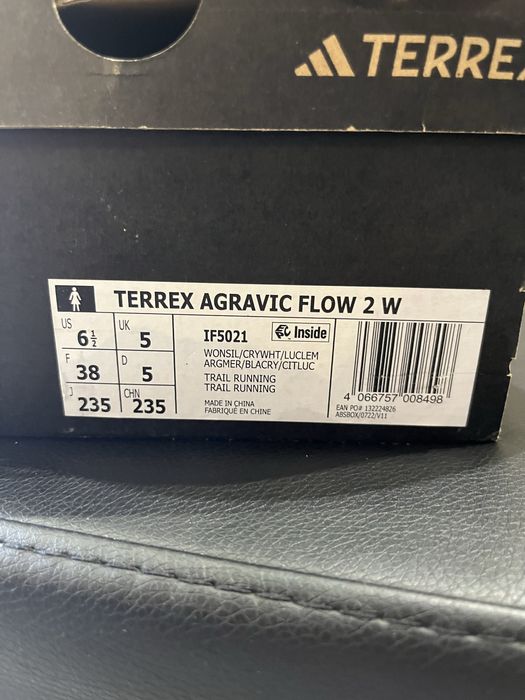 TERREX
TERREX AGRAVIC FLOW 2 W
US 6½ UK 5
F 38 D 5
J 235 CHN 235
IF5021 Inside
WONSIL/CRYWHT/LUCLEM
ARGMER/BLACRY/CITLUC
TRAIL RUNNING
TRAIL RUNNING
MADE IN CHINA
FABRIQUÉ EN CHINE
4 066757 008498
EAN PO# 132224826
ABSBOX/0722/V11